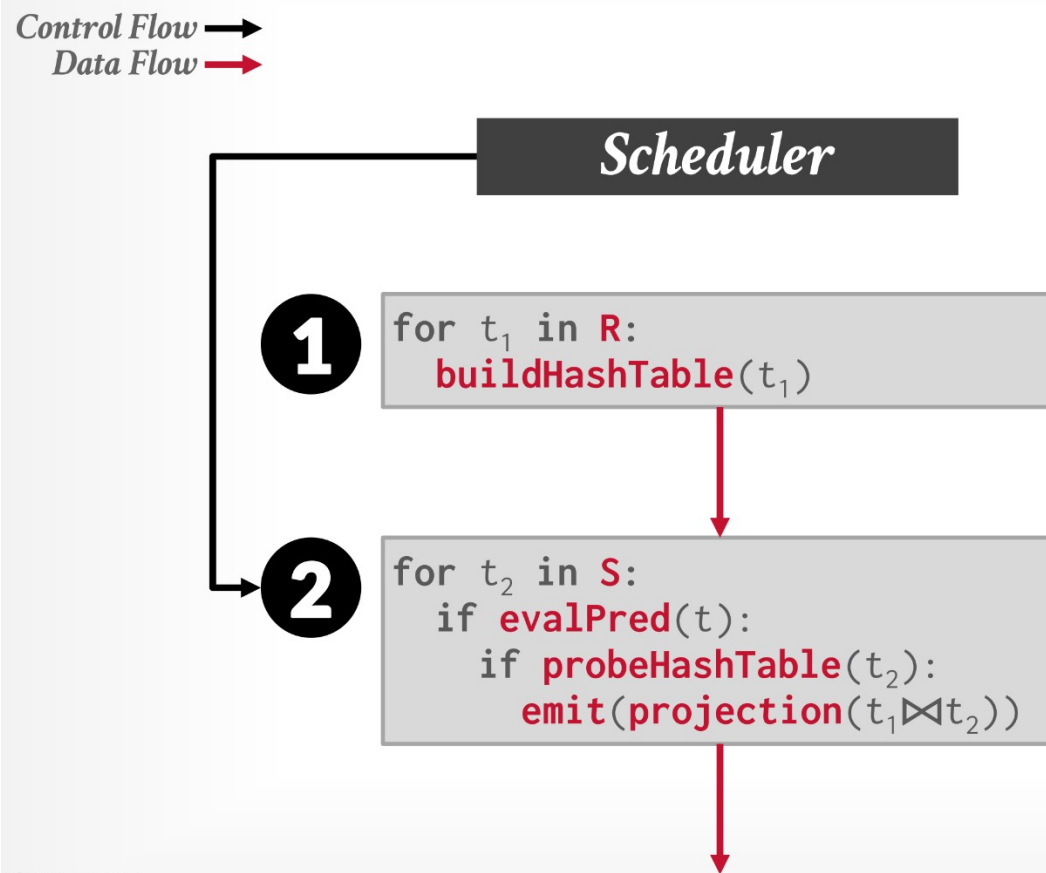 Control Flow
Data Flow
Scheduler
1
for t₁ in R:
buildHashTable(t₁)
2
for t₂ in S:
if evalPred(t):
if probeHashTable(t₂):
emit(projection(t₁⋈t₂))